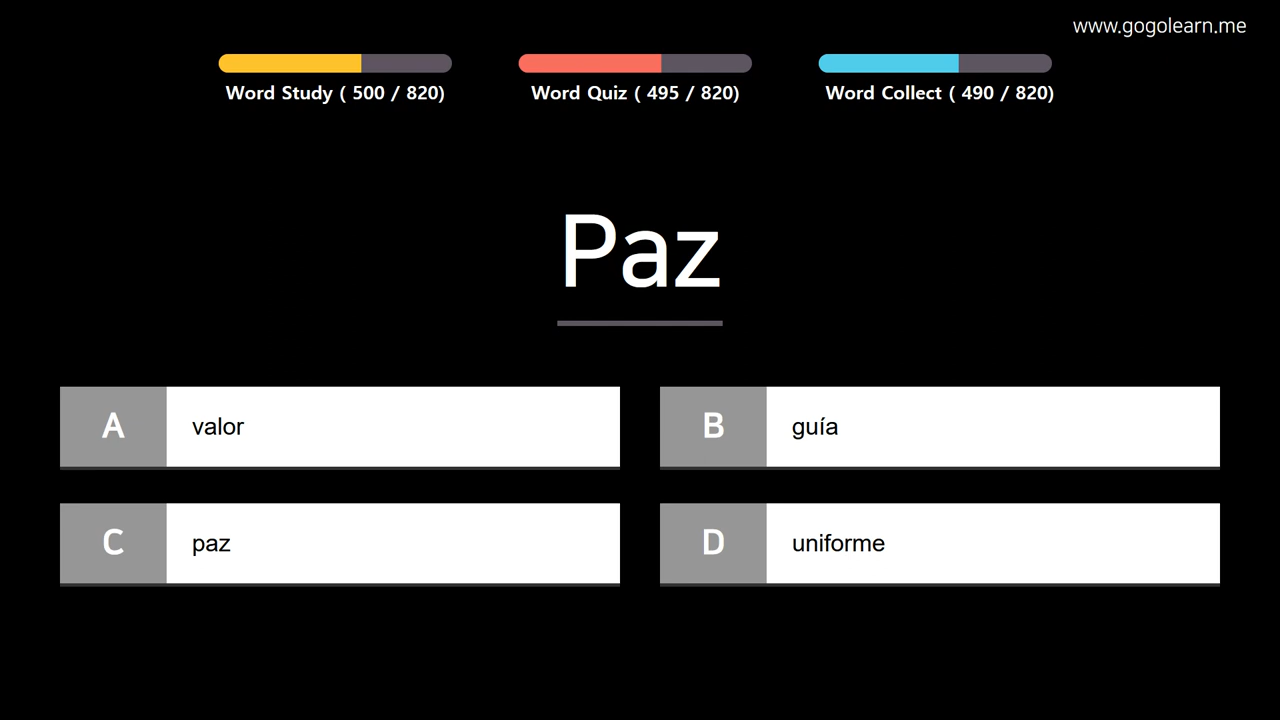 www.gogolearn.me
Word Study ( 500 / 820)
Word Quiz ( 495 / 820)
Word Collect ( 490 / 820)
Paz
A valor
B guía
C paz
D uniforme